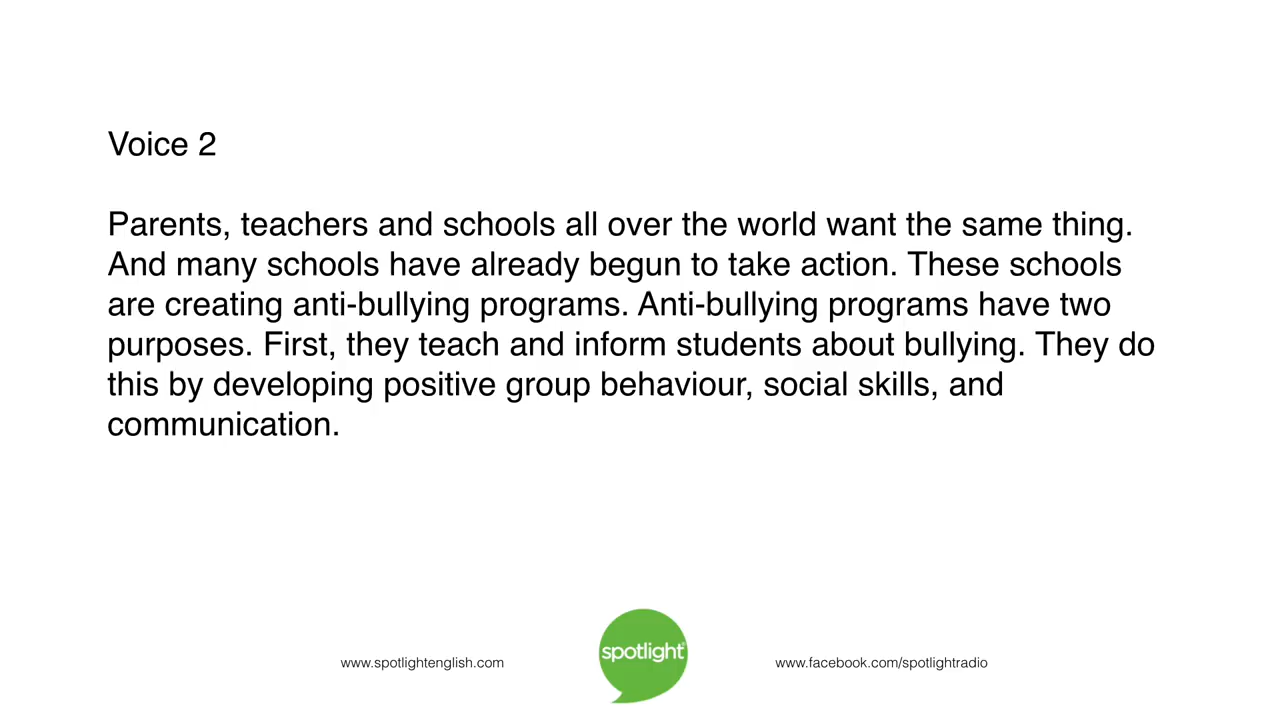 Voice 2
Parents, teachers and schools all over the world want the same thing.
And many schools have already begun to take action. These schools
are creating anti-bullying programs. Anti-bullying programs have two
purposes. First, they teach and inform students about bullying. They do
this by developing positive group behaviour, social skills, and
communication.
www.spotlightenglish.com
spotlight®
www.facebook.com/spotlightradio